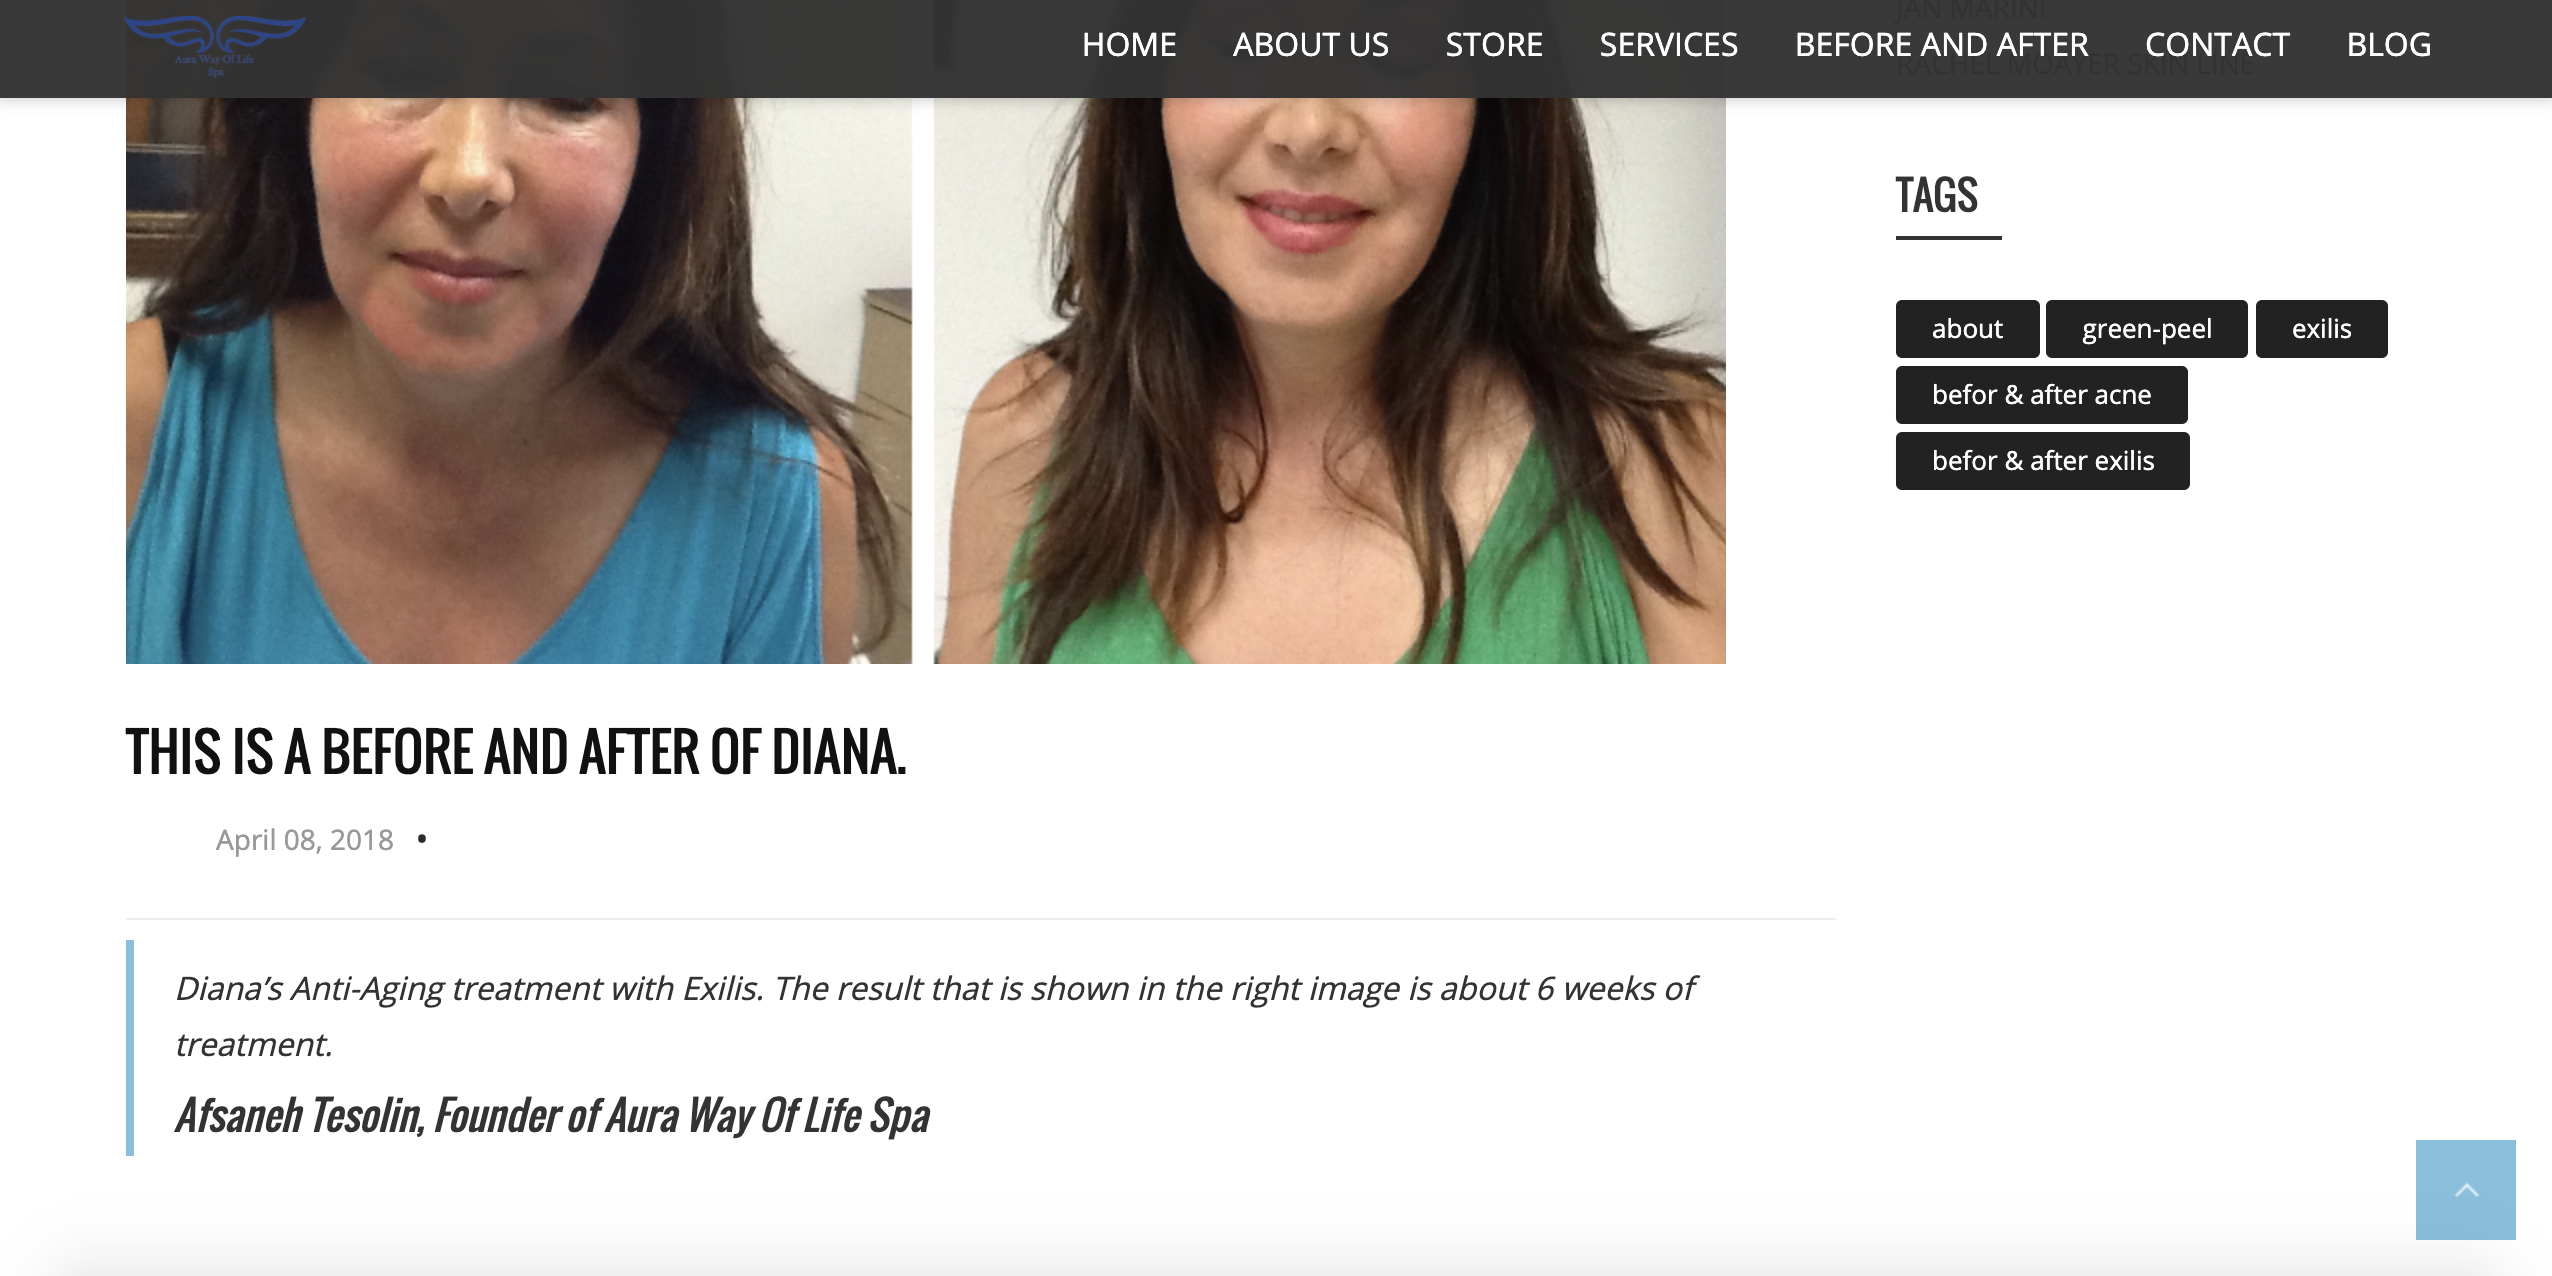 Aura Way Of Life
Spa
HOME ABOUT US STORE SERVICES BEFORE AND AFTER CONTACT BLOG
JAN MARINI
RACHEL MOAYER SKIN LINE
TAGS
about green-peel exilis
befor & after acne
befor & after exilis
THIS IS A BEFORE AND AFTER OF DIANA.
April 08, 2018 •
Diana’s Anti-Aging treatment with Exilis. The result that is shown in the right image is about 6 weeks of
treatment.
Afsaneh Tesolin, Founder of Aura Way Of Life Spa